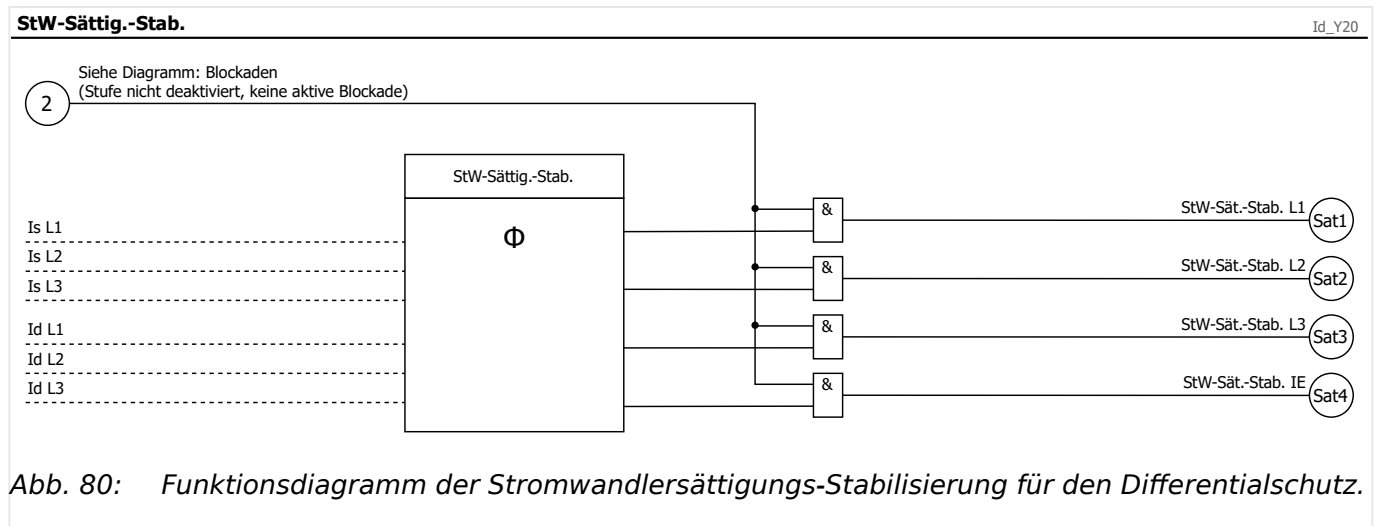 StW-Sättig.-Stab. Id_Y20
Siehe Diagramm: Blockaden
2 (Stufe nicht deaktiviert, keine aktive Blockade)
StW-Sättig.-Stab.
Φ
Is L1
Is L2
Is L3
Id L1
Id L2
Id L3
& StW-Sät.-Stab. L1 Sat1
& StW-Sät.-Stab. L2 Sat2
& StW-Sät.-Stab. L3 Sat3
& StW-Sät.-Stab. IE Sat4
Abb. 80: Funktionsdiagramm der Stromwandlersättigungs-Stabilisierung für den Differentialschutz.